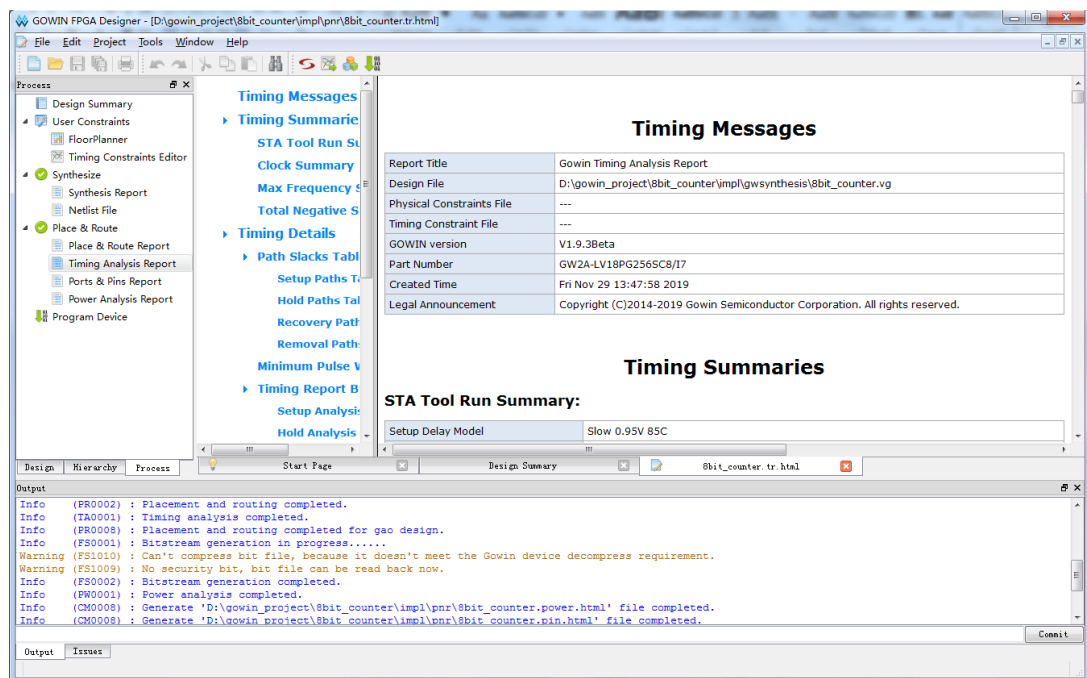 GOWIN FPGA Designer - [D:\gowin_project\8bit_counter\impl\pnr\8bit_counter.tr.html]
File Edit Project Tools Window Help
Process
Design Summary
User Constraints
FloorPlanner
Timing Constraints Editor
Synthesize
Synthesis Report
Netlist File
Place & Route
Place & Route Report
Timing Analysis Report
Ports & Pins Report
Power Analysis Report
Program Device
Design Hierarchy Process
Timing Messages
Timing Summarie
STA Tool Run Su
Clock Summary
Max Frequency S
Total Negative S
Timing Details
Path Slacks Tabl
Setup Paths Ta
Hold Paths Tal
Recovery Path
Removal Path
Minimum Pulse W
Timing Report B
Setup Analysis
Hold Analysis
Timing Messages
Report Title Gowin Timing Analysis Report
Design File D:\gowin_project\8bit_counter\impl\gwsynthesis\8bit_counter.vg
Physical Constraints File ---
Timing Constraint File ---
GOWIN version V1.9.3Beta
Part Number GW2A-LV18PG256SC8/I7
Created Time Fri Nov 29 13:47:58 2019
Legal Announcement Copyright (C)2014-2019 Gowin Semiconductor Corporation. All rights reserved.
Timing Summaries
STA Tool Run Summary:
Setup Delay Model Slow 0.95V 85C
Start Page Design Summary 8bit_counter.tr.html
Output
Info (PR0002) : Placement and routing completed.
Info (TA0001) : Timing analysis completed.
Info (PR0008) : Placement and routing completed for gao design.
Info (FS0001) : Bitstream generation in progress......
Warning (FS1010) : Can't compress bit file, because it doesn't meet the Gowin device decompress requirement.
Warning (FS1009) : No security bit, bit file can be read back now.
Info (FS0002) : Bitstream generation completed.
Info (PW0001) : Power analysis completed.
Info (CM0008) : Generate 'D:\gowin_project\8bit_counter\impl\pnr\8bit_counter.power.html' file completed.
Info (CM0008) : Generate 'D:\gowin_project\8bit_counter\impl\pnr\8bit_counter.pin.html' file completed.
Commit
Output Issues